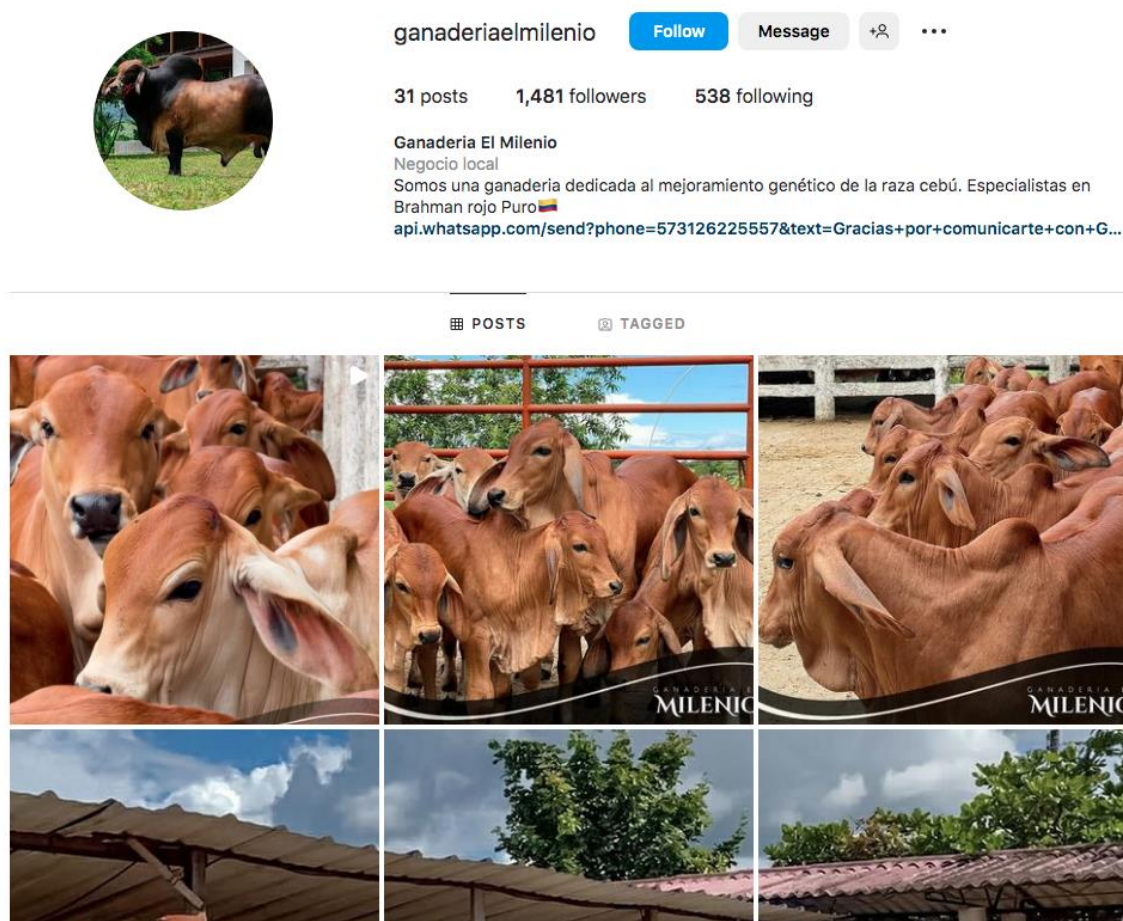 ganaderiaelmilenio Follow Message
31 posts 1,481 followers 538 following
Ganaderia El Milenio
Negocio local
Somos una ganaderia dedicada al mejoramiento genético de la raza cebú. Especialistas en
Brahman rojo Puro
api.whatsapp.com/send?phone=573126225557&text=Gracias+por+comunicarte+con+G...
POSTS TAGGED
GANADERIA E
MILENIO
GANADERIA E
MILENIO